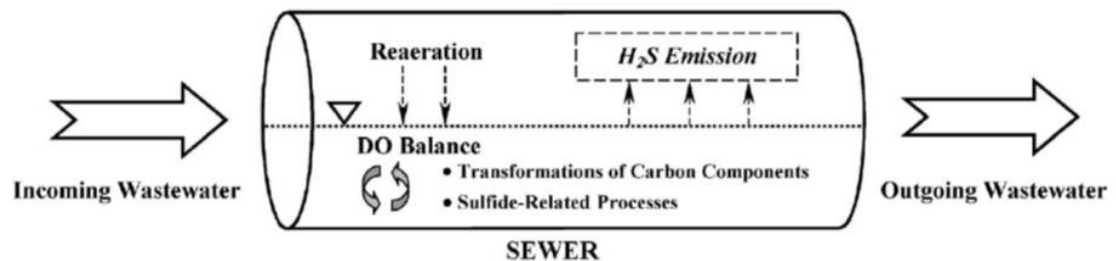 Reaeration
H₂S Emission
DO Balance
• Transformations of Carbon Components
• Sulfide-Related Processes
Incoming Wastewater
Outgoing Wastewater
SEWER